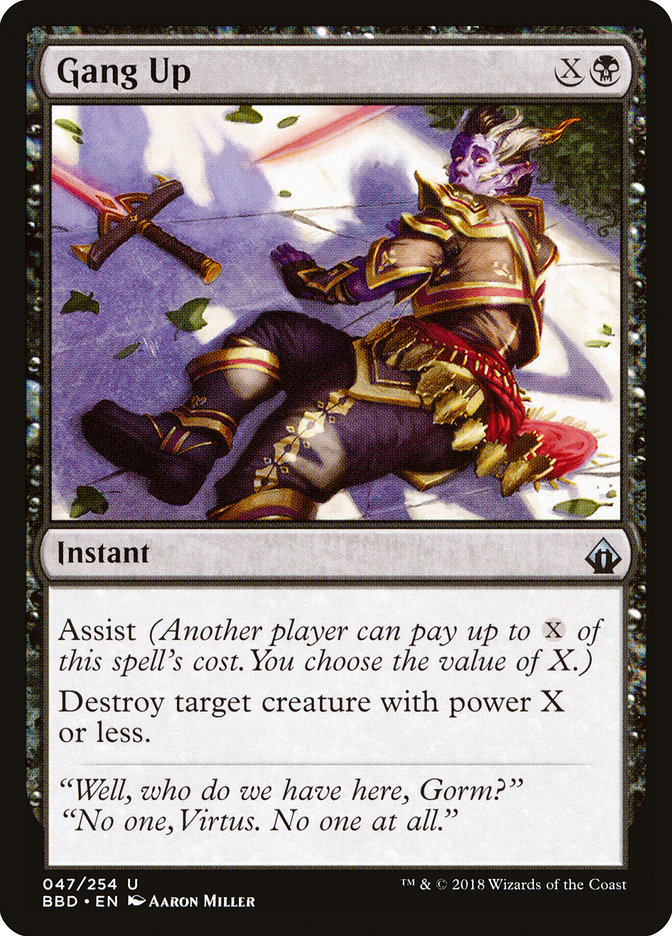 Gang Up X
Instant
Assist (Another player can pay up to X of
this spell's cost. You choose the value of X.)
Destroy target creature with power X
or less.
"Well, who do we have here, Gorm?"
"No one, Virtus. No one at all."
047/254 U
BBD • EN Aaron Miller
™ & © 2018 Wizards of the Coast